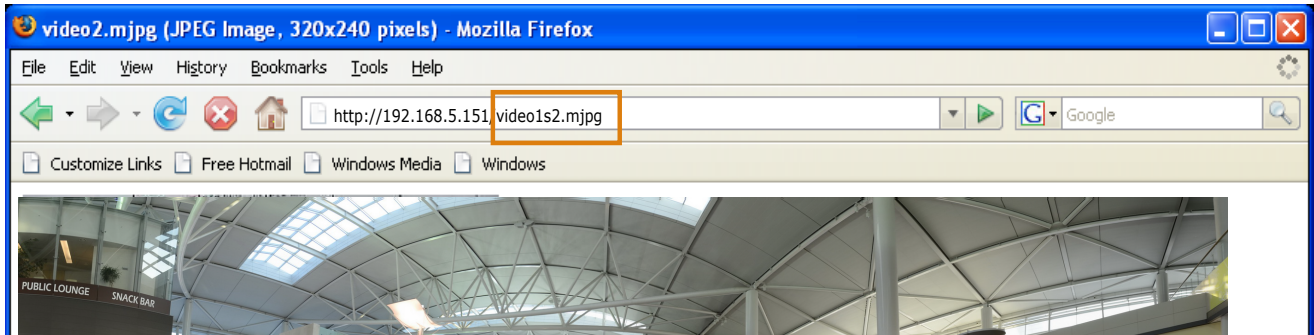 video2.mjpg (JPEG Image, 320x240 pixels) - Mozilla Firefox
File Edit View History Bookmarks Tools Help
http://192.168.5.151/video1s2.mjpg G Google
Customize Links Free Hotmail Windows Media Windows
PUBLIC LOUNGE SNACK BAR